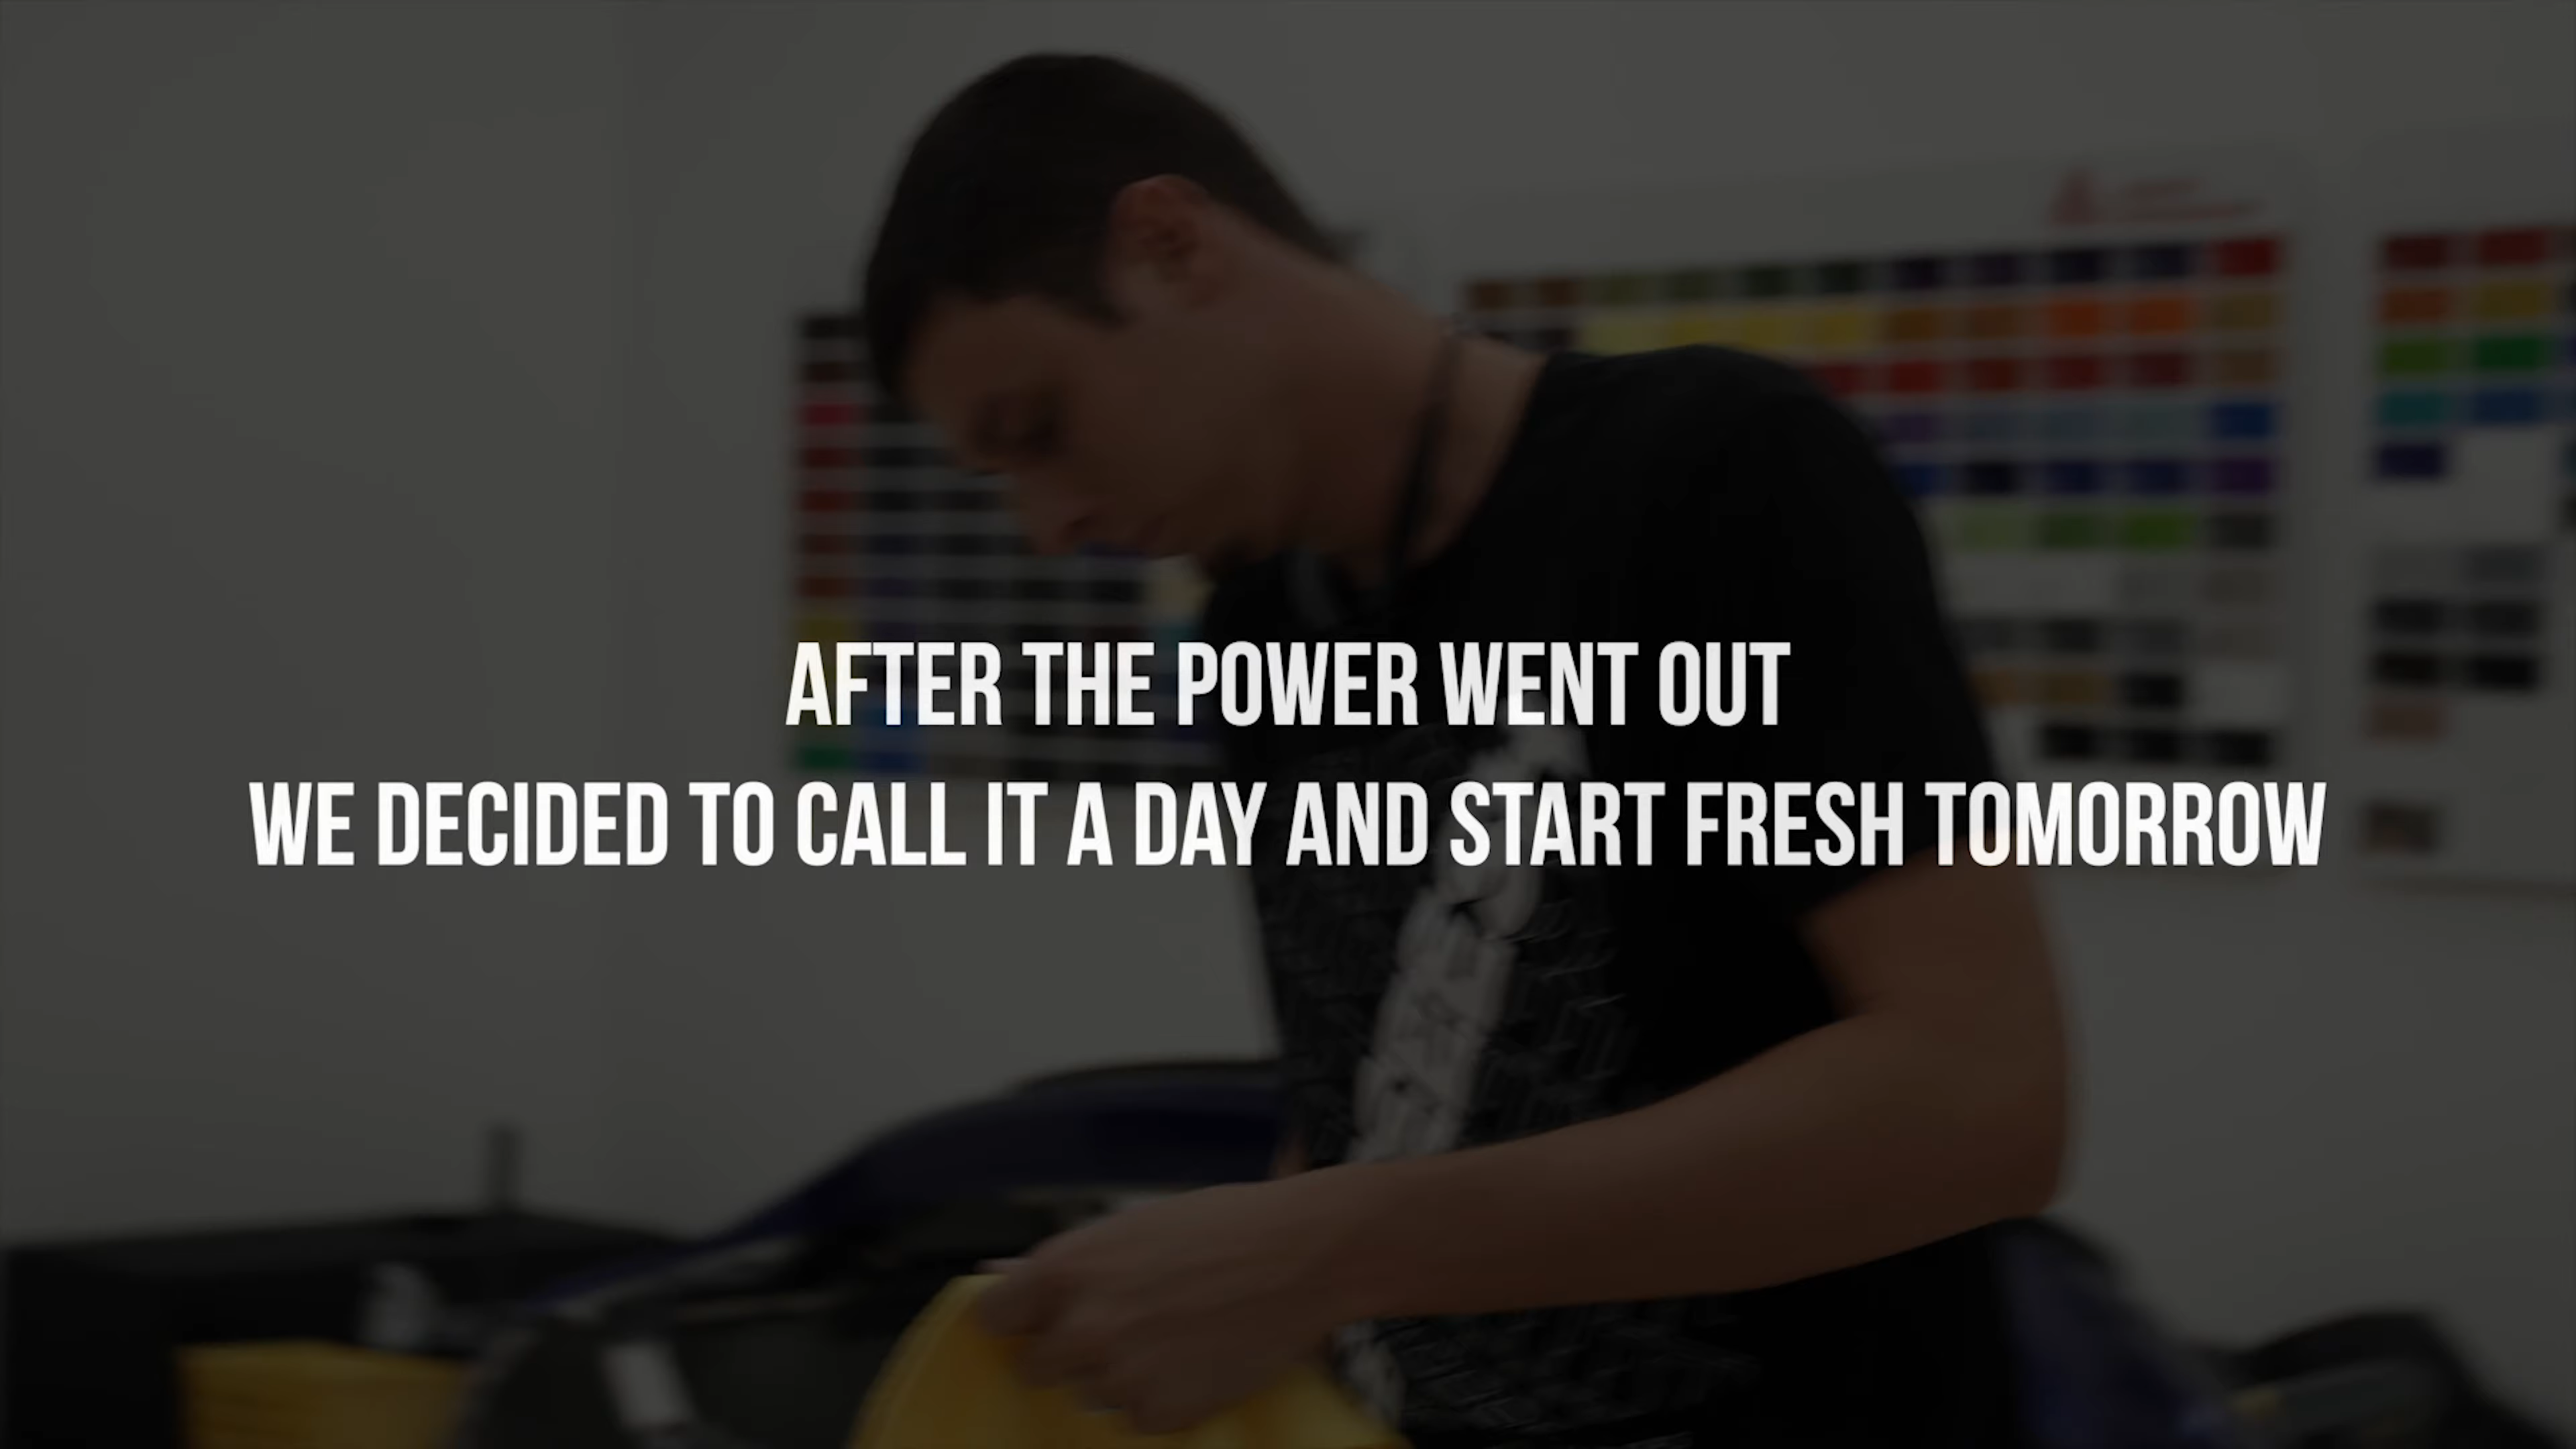 AFTER THE POWER WENT OUT
WE DECIDED TO CALL IT A DAY AND START FRESH TOMORROW